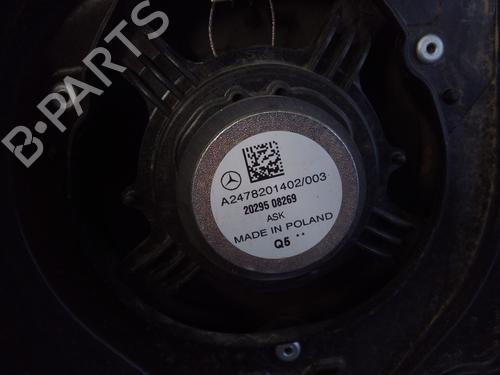 B-PARTS
A2478201402/003
20295 08269
ASK
MADE IN POLAND
Q5 **